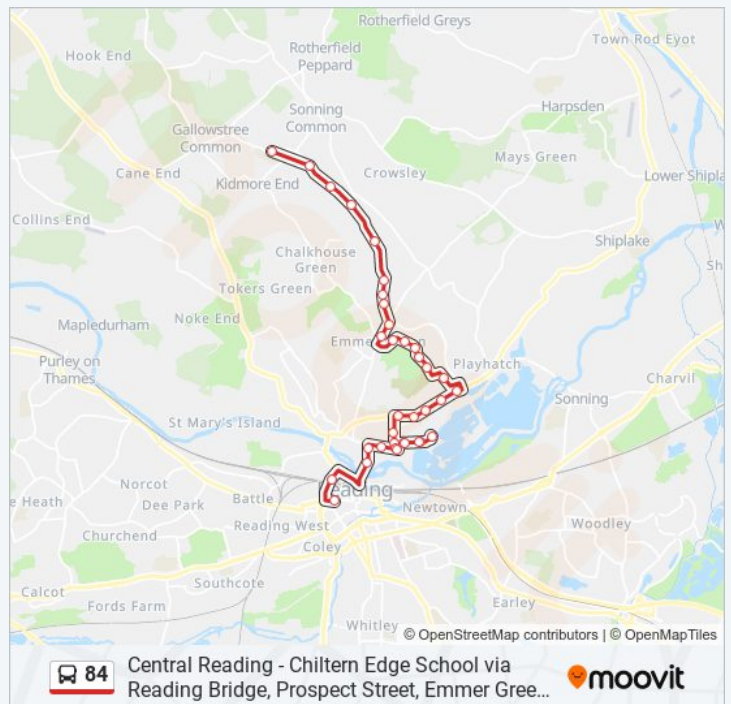 Rotherfield Greys
Town Rod Eyot
Hook End
Rotherfield
Peppard
Harpsden
Sonning
Common
Gallowstree
Common
Mays Green
Cane End
Crowsley
Lower Shipla
Kidmore End
Collins End
Shiplake
Chalkhouse
Green
Sh
Tokers Green
Noke End
Mapledurham
Emme
Playhatch
Purley on
Thames
Charvil
Sonning
St Mary's Island
Norcot
Battle
eading
e Heath
Dee Park
Newtown
Reading West
Woodley
Churchend
Coley
Southcote
Calcot
Earley
Fords Farm
Whitley
© OpenStreetMap contributors | © OpenMapTiles
84
Central Reading - Chiltern Edge School via
Reading Bridge, Prospect Street, Emmer Gree...
moovit